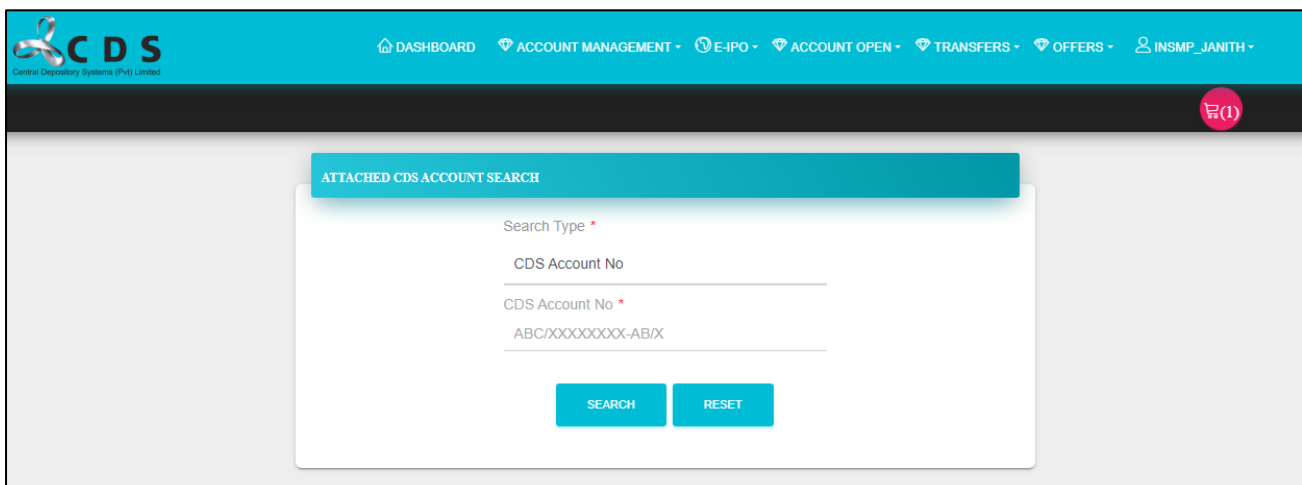 C D S
Central Depository Systems (Pvt) Limited
DASHBOARD ACCOUNT MANAGEMENT E-IPO ACCOUNT OPEN TRANSFERS OFFERS INSMP_JANITH
(1)
ATTACHED CDS ACCOUNT SEARCH
Search Type *
CDS Account No
CDS Account No *
ABC/XXXXXXXX-AB/X
SEARCH RESET